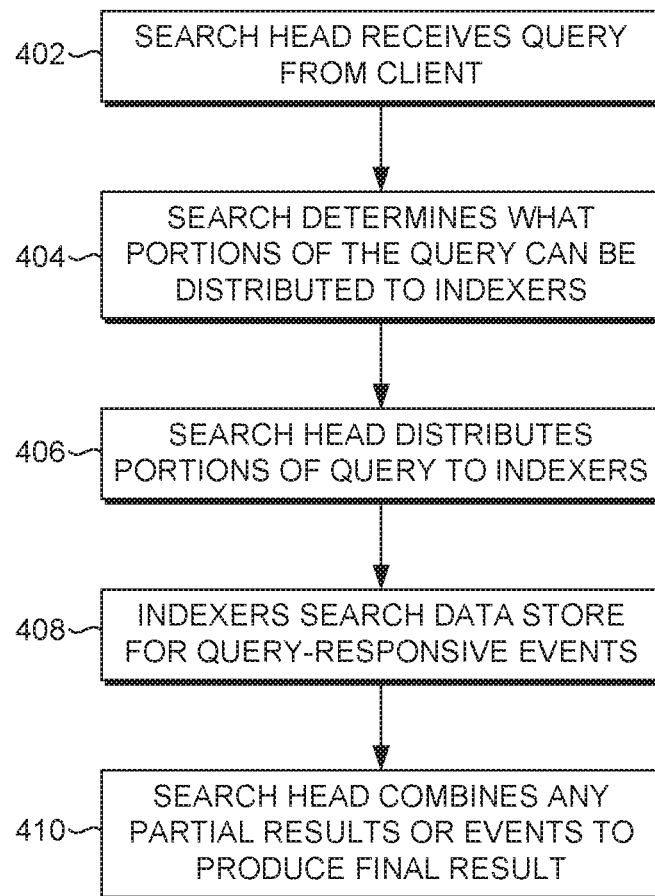 402
SEARCH HEAD RECEIVES QUERY
FROM CLIENT
404
SEARCH DETERMINES WHAT
PORTIONS OF THE QUERY CAN BE
DISTRIBUTED TO INDEXERS
406
SEARCH HEAD DISTRIBUTES
PORTIONS OF QUERY TO INDEXERS
408
INDEXERS SEARCH DATA STORE
FOR QUERY-RESPONSIVE EVENTS
410
SEARCH HEAD COMBINES ANY
PARTIAL RESULTS OR EVENTS TO
PRODUCE FINAL RESULT